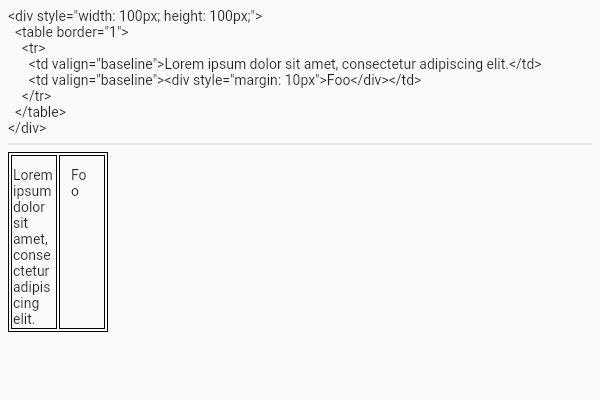 <div style="width: 100px; height: 100px;">
<table border="1">
<tr>
<td valign="baseline">Lorem ipsum dolor sit amet, consectetur adipiscing elit.</td>
<td valign="baseline"><div style="margin: 10px">Foo</div></td>
</tr>
</table>
</div>
Lorem
ipsum
dolor
sit
amet,
conse
ctetur
adipis
cing
elit.
Fo
o